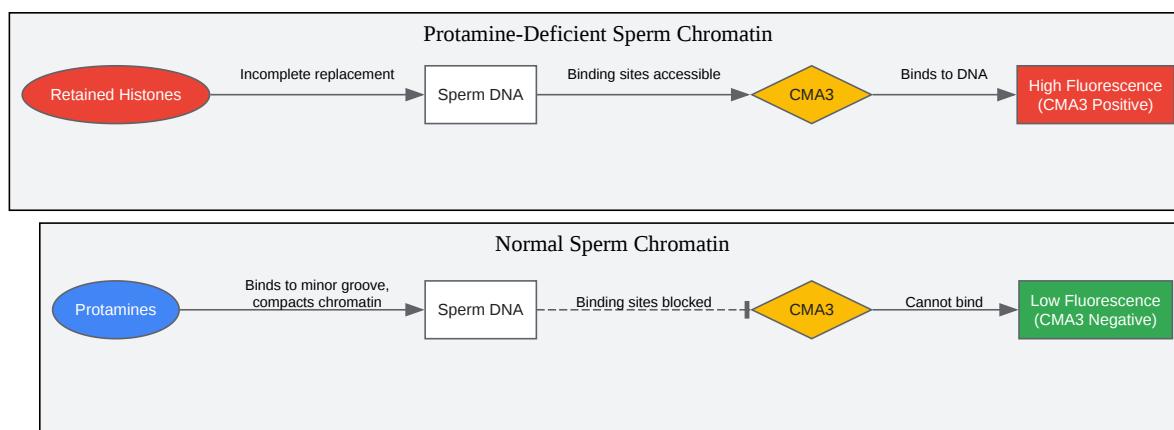 Protamine-Deficient Sperm Chromatin
Retained Histones
Incomplete replacement
Sperm DNA
Binding sites accessible
CMA3
Binds to DNA
High Fluorescence
(CMA3 Positive)
Normal Sperm Chromatin
Protamines
Binds to minor groove,
compacts chromatin
Sperm DNA
Binding sites blocked
CMA3
Cannot bind
Low Fluorescence
(CMA3 Negative)